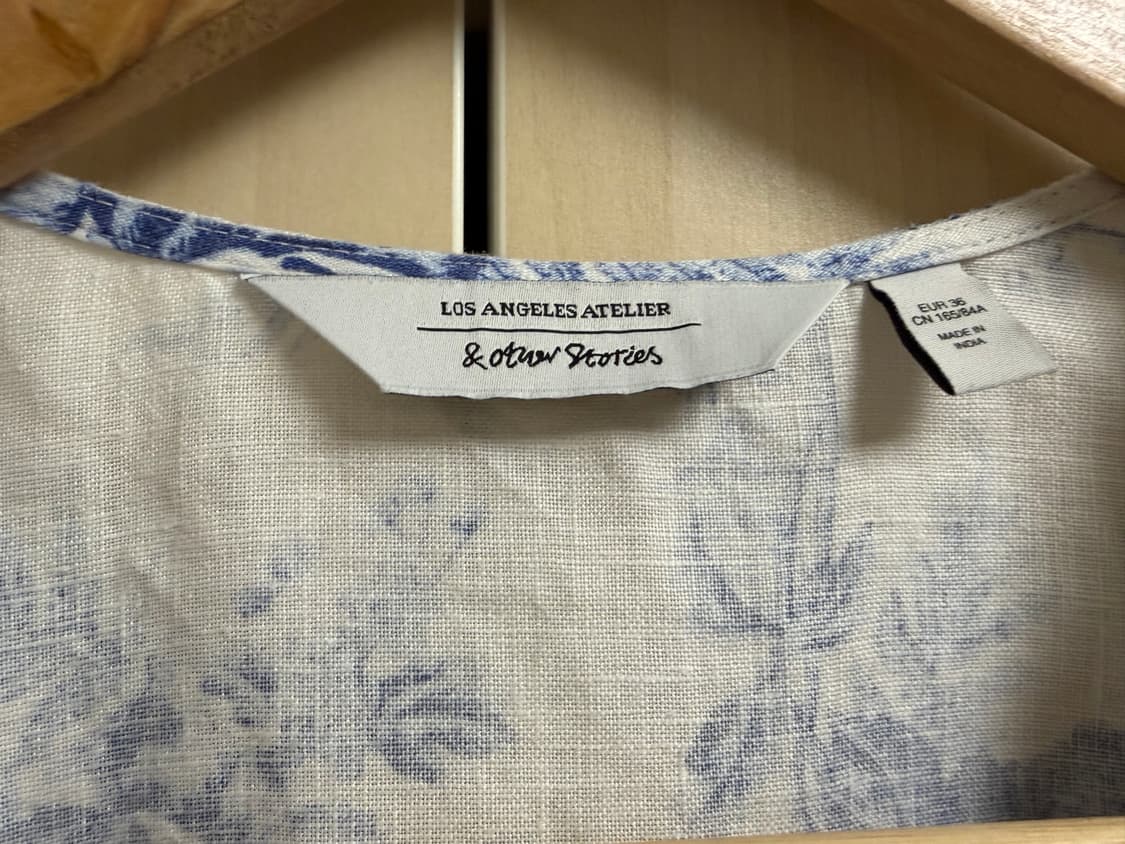 LOS ANGELES ATELIER
& other Stories
EUR 36
CN 165/84A
MADE IN
INDIA